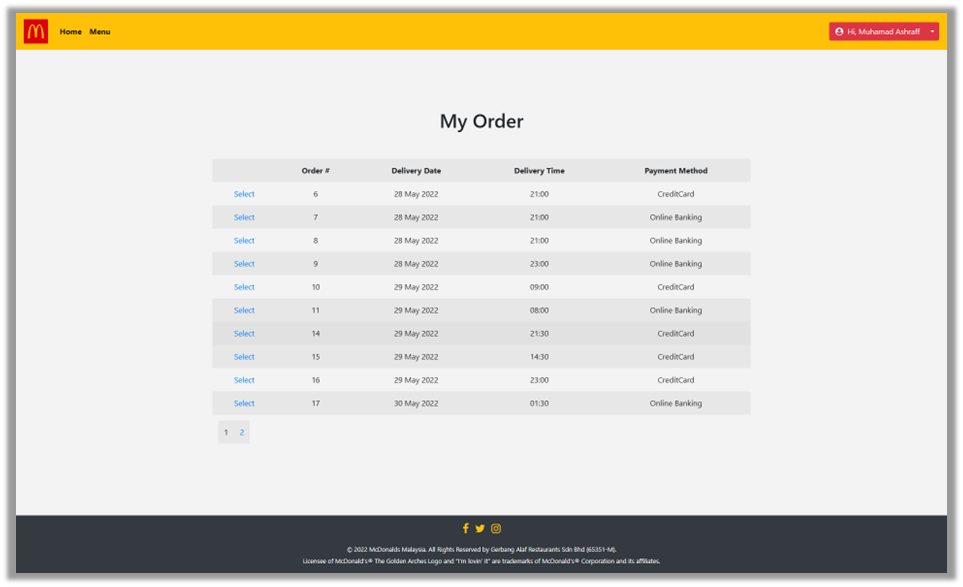 Home Menu Hi, Muhamad Ashraff
My Order
Order # Delivery Date Delivery Time Payment Method
Select 6 28 May 2022 21:00 CreditCard
Select 7 28 May 2022 21:00 Online Banking
Select 8 28 May 2022 21:00 Online Banking
Select 9 28 May 2022 23:00 Online Banking
Select 10 29 May 2022 09:00 CreditCard
Select 11 29 May 2022 08:00 Online Banking
Select 14 29 May 2022 21:30 CreditCard
Select 15 29 May 2022 14:30 CreditCard
Select 16 29 May 2022 23:00 CreditCard
Select 17 30 May 2022 01:30 Online Banking
1 2
© 2022 McDonalds Malaysia. All Rights Reserved by Gerbang Alaf Restaurants Sdn Bhd (65351-M).
Licensee of McDonald's® The Golden Arches Logo and "I'm lovin' it" are trademarks of McDonald's® Corporation and its affiliates.